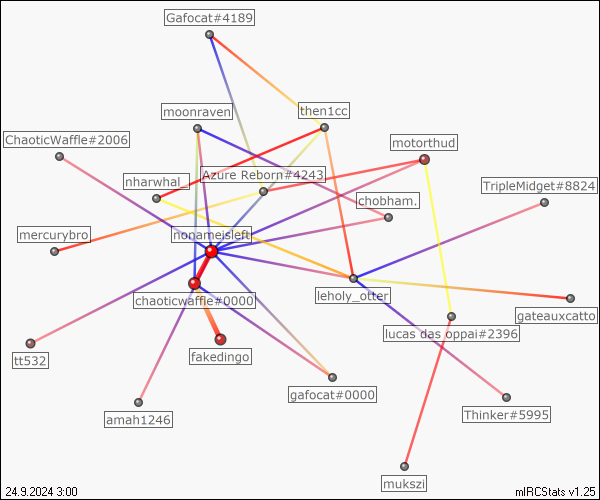 Gafocat#4189
moonraven
then1cc
ChaoticWaffle#2006
motorthud
nharwhal_
Azure Reborn#4243
TripleMidget#8824
chobham.
mercurybro
nonameisleft
chaoticwaffle#0000
leholy_otter
gateauxcatto
lucas das oppai#2396
tt532
fakedingo
gafocat#0000
amah1246
Thinker#5995
mukszi
24.9.2024 3:00
mIRCStats v1.25